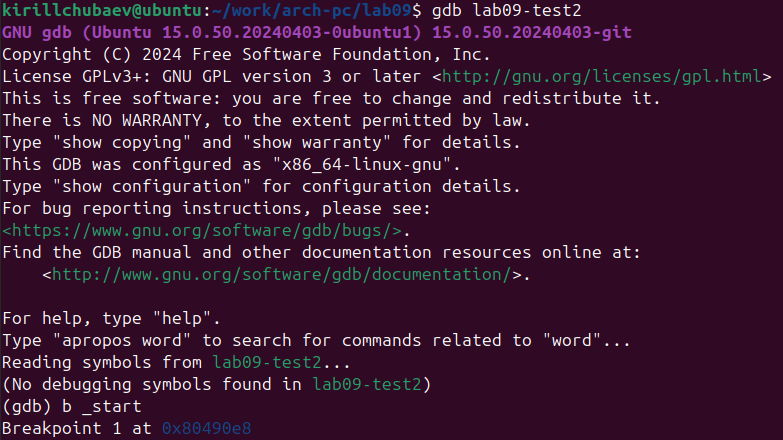 kirillchubaev@ubuntu:~/work/arch-pc/lab09$ gdb lab09-test2
GNU gdb (Ubuntu 15.0.50.20240403-0ubuntu1) 15.0.50.20240403-git
Copyright (C) 2024 Free Software Foundation, Inc.
License GPLv3+: GNU GPL version 3 or later <http://gnu.org/licenses/gpl.html>
This is free software: you are free to change and redistribute it.
There is NO WARRANTY, to the extent permitted by law.
Type "show copying" and "show warranty" for details.
This GDB was configured as "x86_64-linux-gnu".
Type "show configuration" for configuration details.
For bug reporting instructions, please see:
<https://www.gnu.org/software/gdb/bugs/>.
Find the GDB manual and other documentation resources online at:
    <http://www.gnu.org/software/gdb/documentation/>.

For help, type "help".
Type "apropos word" to search for commands related to "word"...
Reading symbols from lab09-test2...
(No debugging symbols found in lab09-test2)
(gdb) b _start
Breakpoint 1 at 0x80490e8